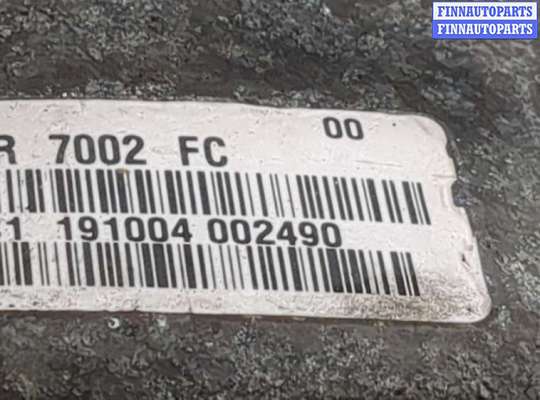 FINNAUTOPARTS
FINNAUTOPARTS
00
R 7002 FC
1 191004 002490